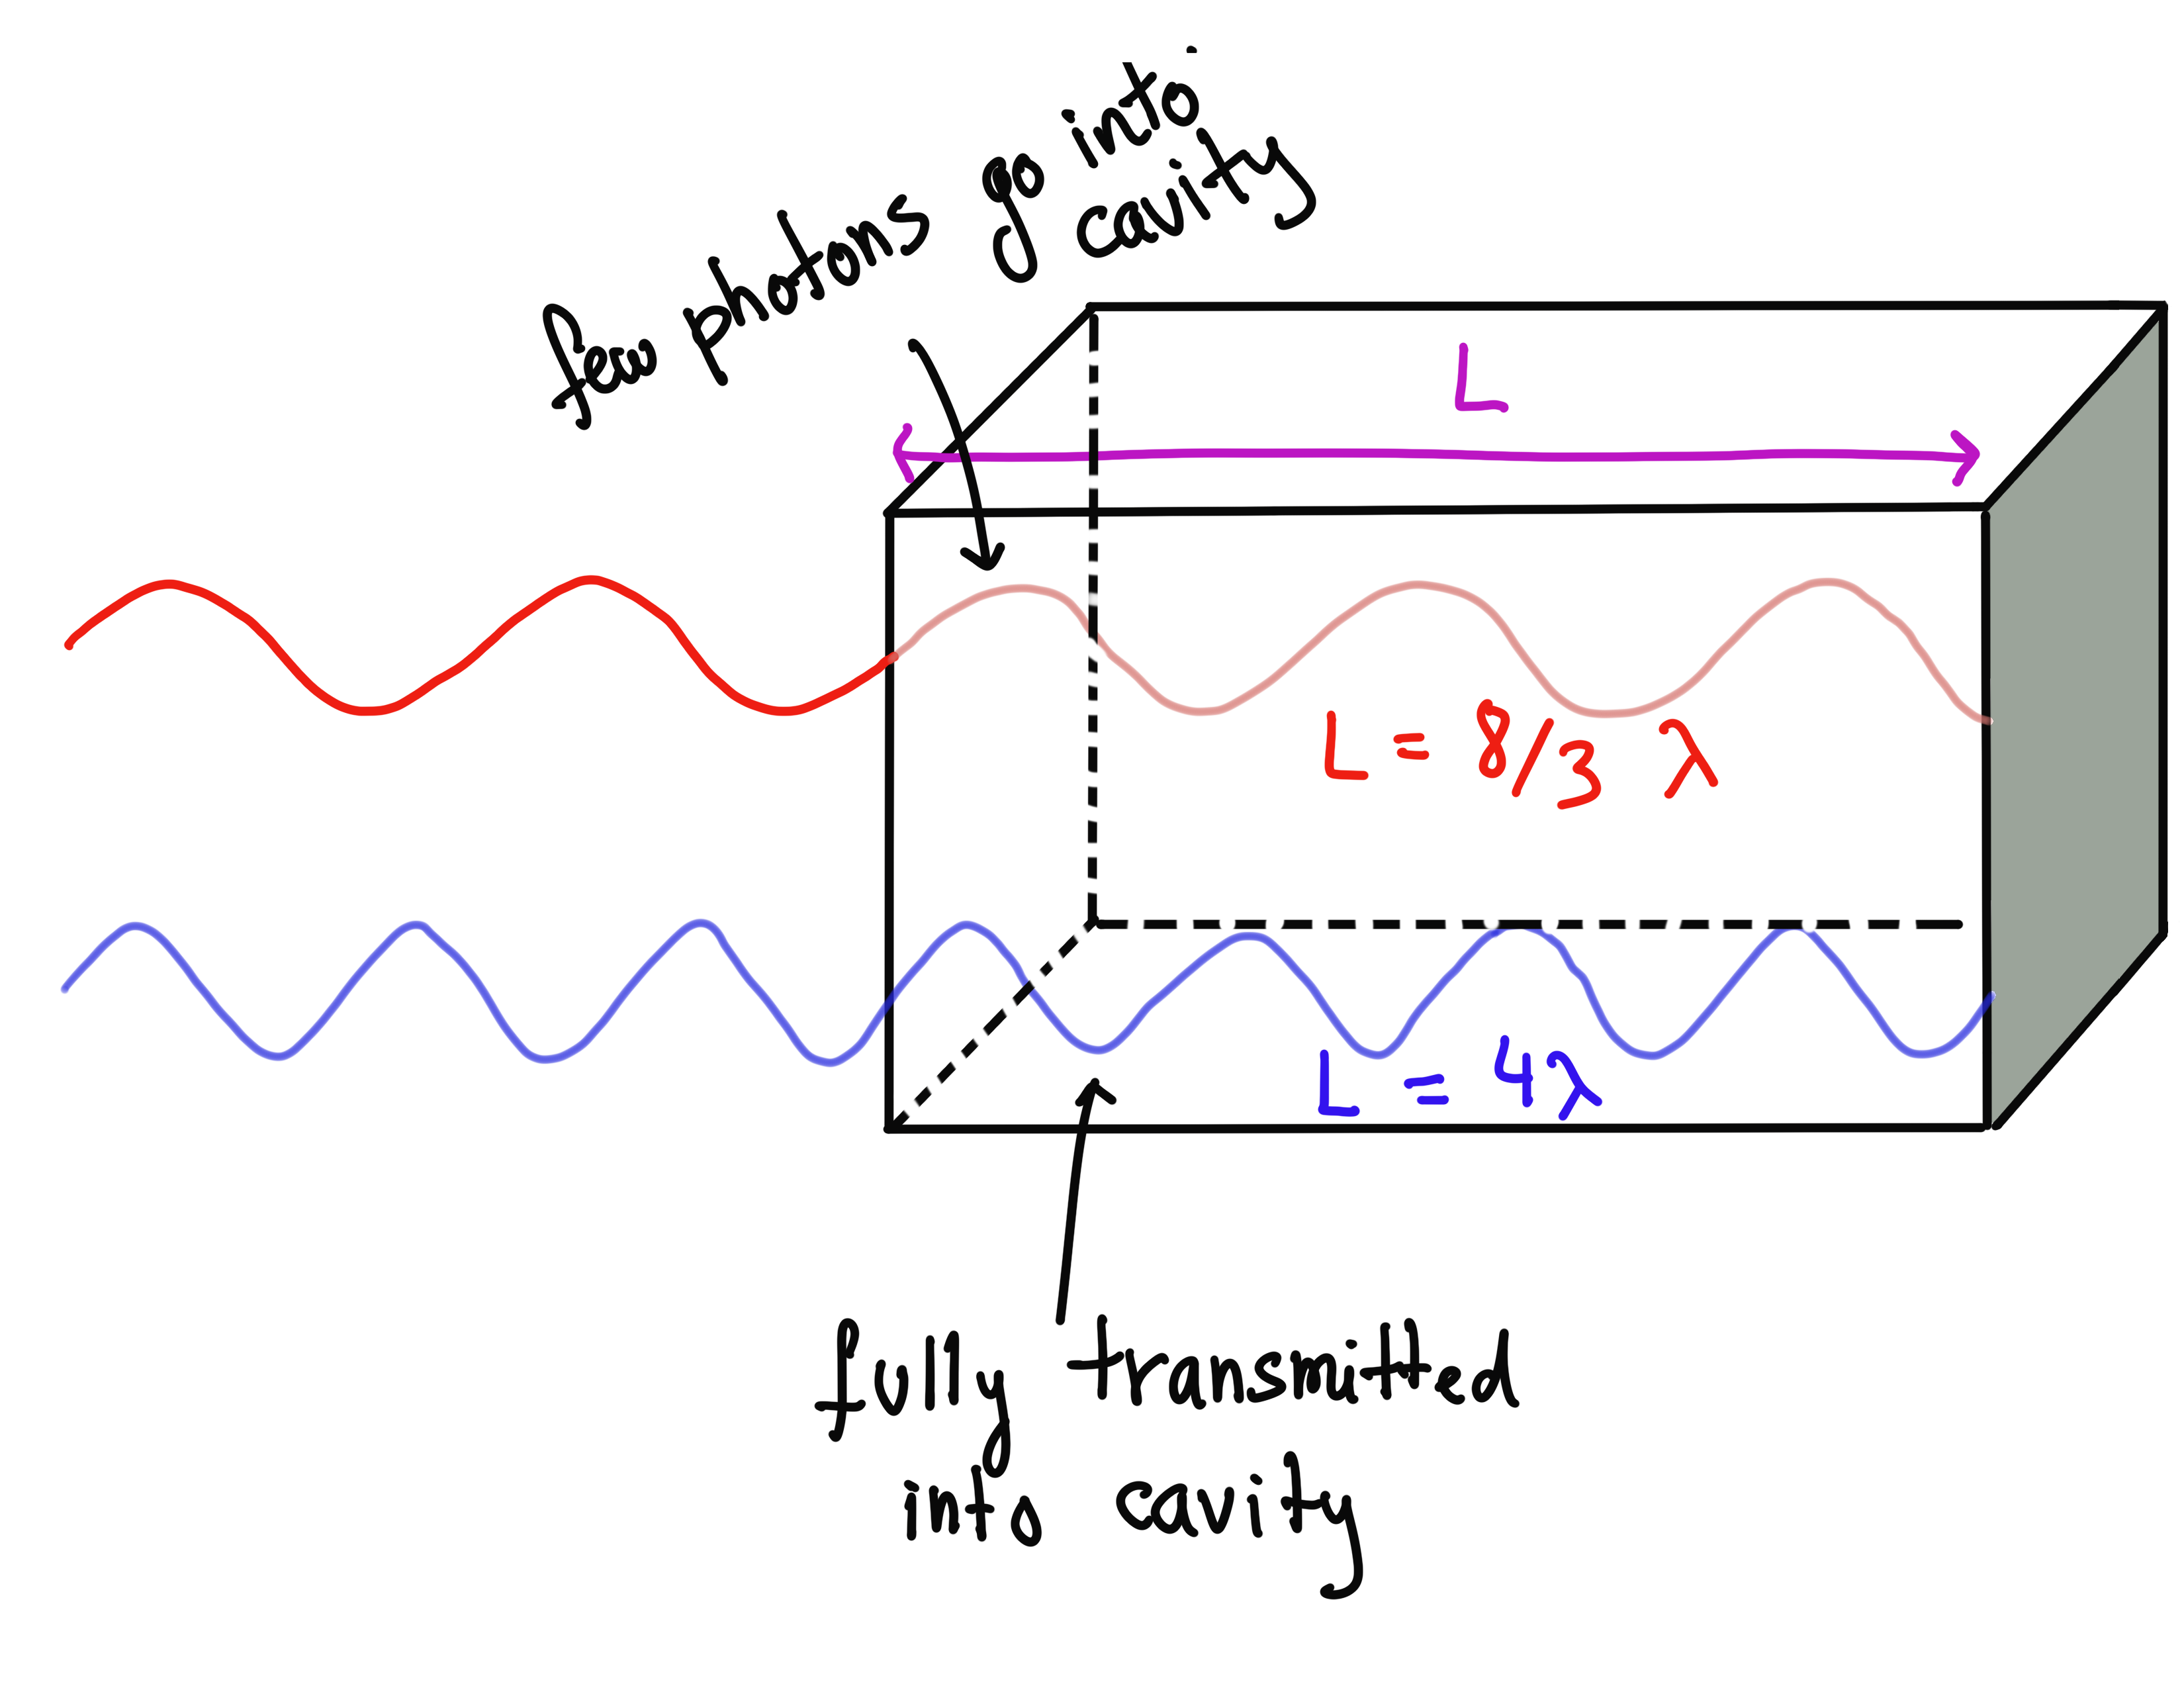 few photons go into
cavity
L
L = 8/3 λ
L = 4λ
fully transmitted
into cavity